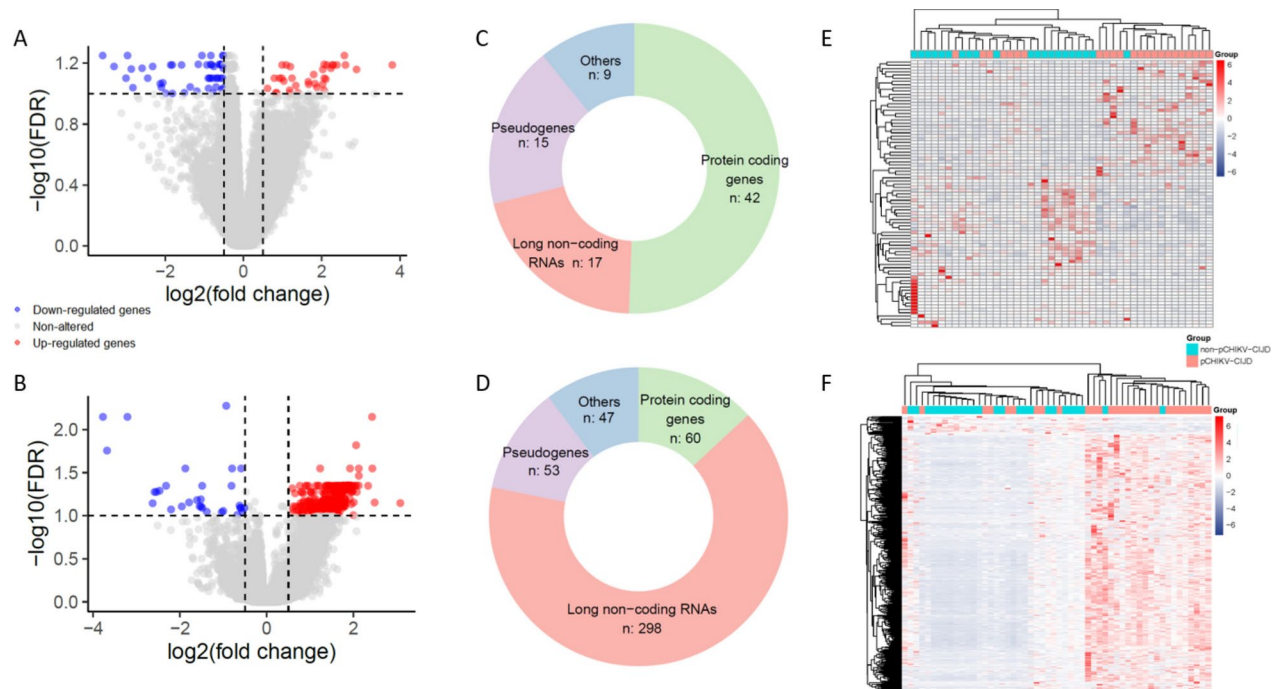 A
1.2
0.8
0.4
0.0
−log10(FDR)
−2
0
2
4
log2(fold change)
Down-regulated genes
Non-altered
Up-regulated genes
B
2.0
1.5
1.0
0.5
0.0
−log10(FDR)
−4
−2
0
2
log2(fold change)
C
Others
n: 9
Pseudogenes
n: 15
Protein coding
genes
n: 42
Long non−coding
RNAs n: 17
D
Others
n: 47
Protein coding
genes
n: 60
Pseudogenes
n: 53
Long non−coding RNAs
n: 298
E
Group
6
4
2
0
−2
−4
−6
Group
non-pCHIKV-CIJD
pCHIKV-CIJD
F
Group
6
4
2
0
−2
−4
−6